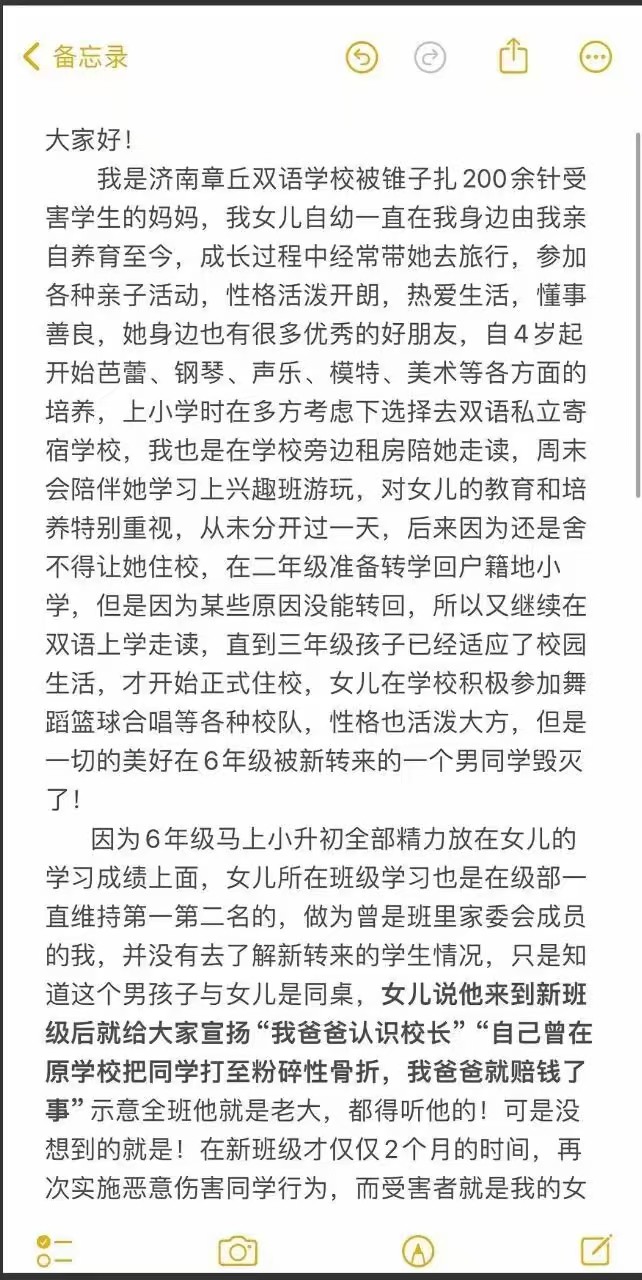 备忘录
大家好！
我是济南章丘双语学校被锥子扎200余针受
害学生的妈妈，我女儿自幼一直在我身边由我亲
自养育至今，成长过程中经常带她去旅行，参加
各种亲子活动，性格活泼开朗，热爱生活，懂事
善良，她身边也有很多优秀的好朋友，自4岁起
开始芭蕾、钢琴、声乐、模特、美术等各方面的
培养，上小学时在多方考虑下选择去双语私立寄
宿学校，我也是在学校旁边租房陪她走读，周末
会陪伴她学习上兴趣班游玩，对女儿的教育和培
养特别重视，从未分开过一天，后来因为还是舍
不得让她住校，在二年级准备转学回户籍地小
学，但是因为某些原因没能转回，所以又继续在
双语上学走读，直到三年级孩子已经适应了校园
生活，才开始正式住校，女儿在学校积极参加舞
蹈篮球合唱等各种校队，性格也活泼大方，但是
一切的美好在6年级被新转来的一个男同学毁灭
了！
因为6年级马上小升初全部精力放在女儿的
学习成绩上面，女儿所在班级学习也是在级部一
直维持第一第二名的，做为曾是班里家委会成员
的我，并没有去了解新转来的学生情况，只是知
道这个男孩子与女儿是同桌，女儿说他来到新班
级后就给大家宣扬“我爸爸认识校长”“自己曾在
原学校把同学打至粉碎性骨折，我爸爸就赔钱了
事”示意全班他就是老大，都得听他的！可是没
想到的就是！在新班级才仅仅2个月的时间，再
次实施恶意伤害同学行为，而受害者就是我的女